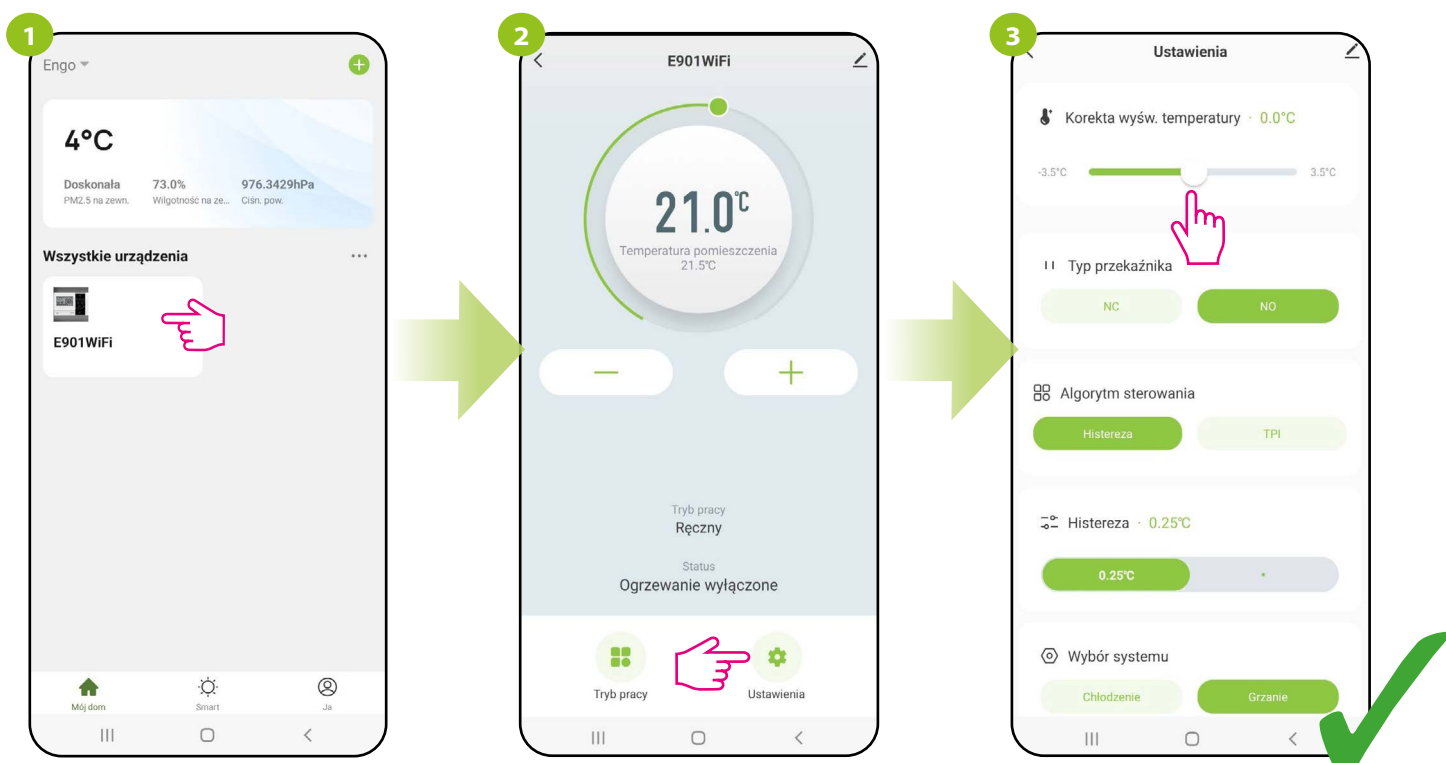 1
Engo
4°C
Doskonała 73.0% 976.3429hPa
PM2.5 na zewn. Wilgotność na ze... Ciśn. pow.
Wszystkie urządzenia
E901WiFi
Mój dom Smart Ja
2
E901WiFi
21.0°C
Temperatura pomieszczenia
21.5°C
Tryb pracy
Ręczny
Status
Ogrzewanie wyłączone
Tryb pracy Ustawienia
3
Ustawienia
Korekta wyśw. temperatury · 0.0°C
-3.5°C 3.5°C
Typ przekaźnika
NC NO
Algorytm sterowania
Histereza TPI
Histereza · 0.25°C
0.25°C
Wybór systemu
Chłodzenie Grzanie